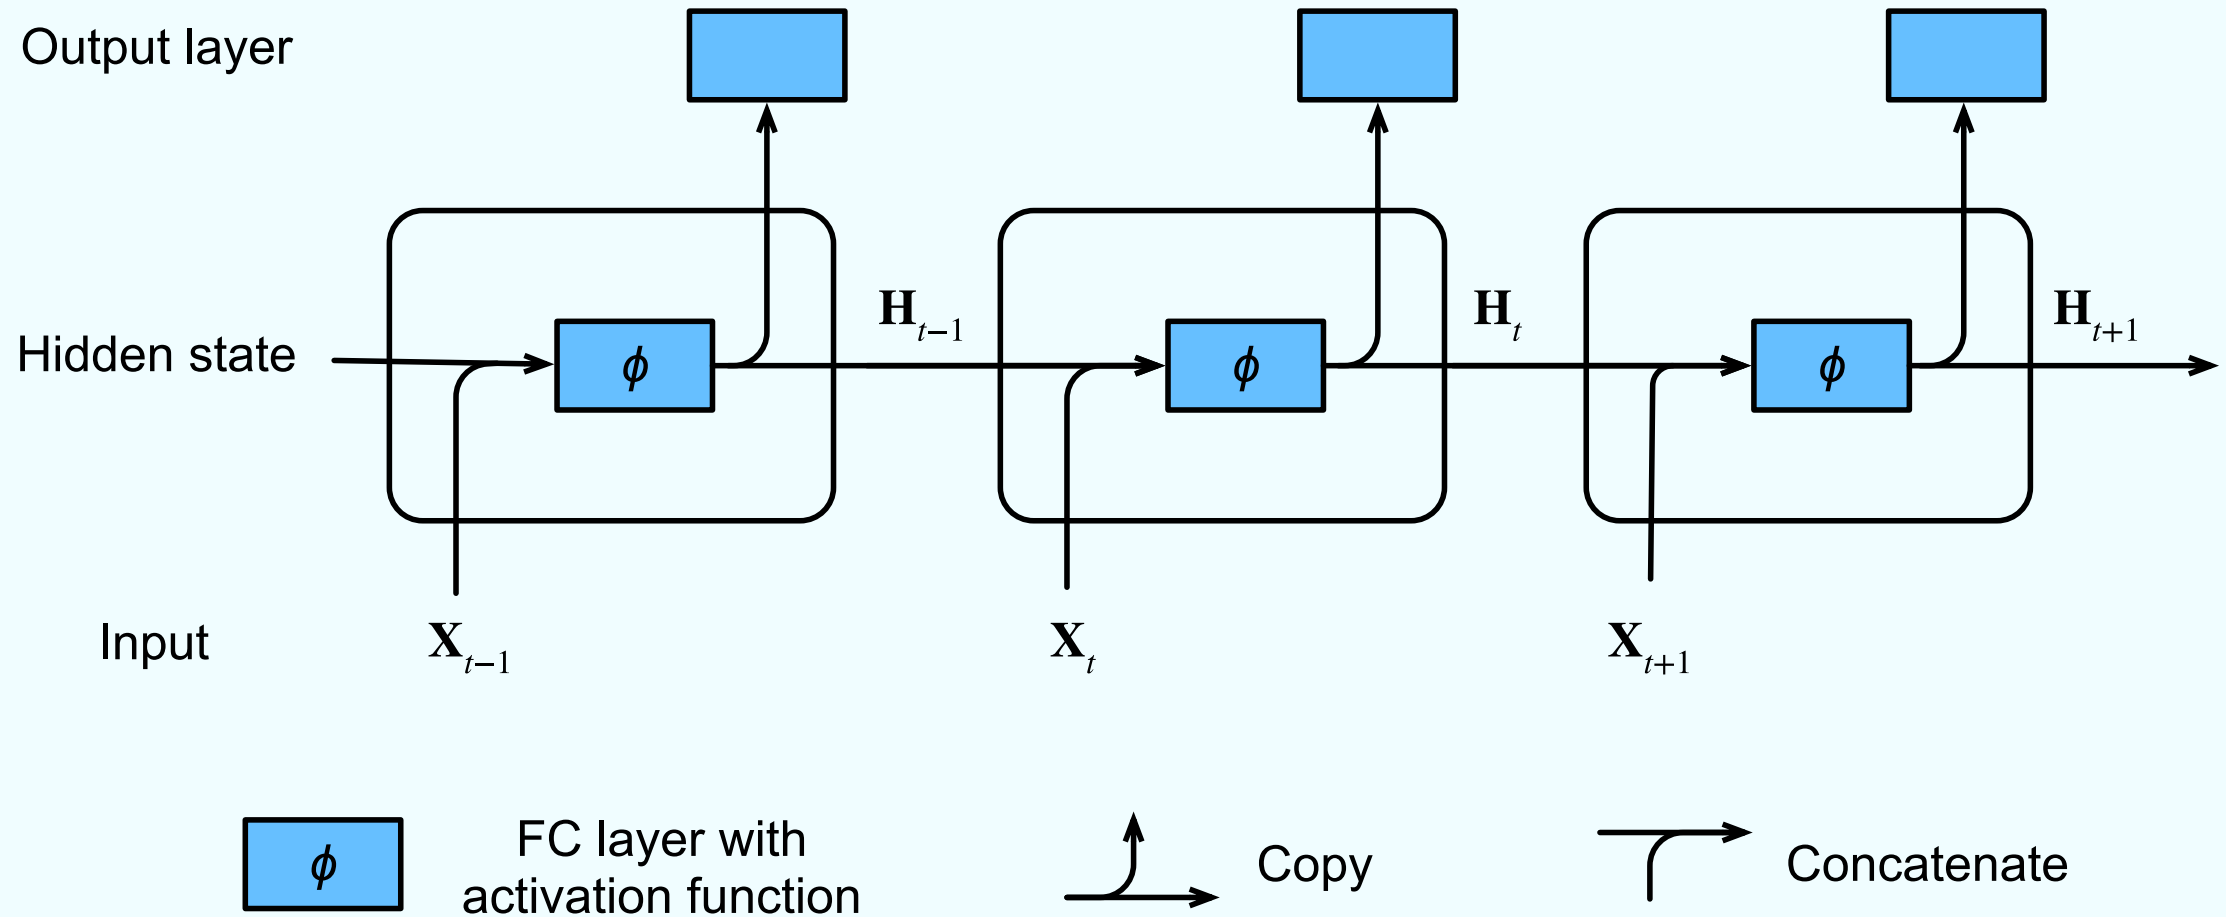 Output layer
Hidden state
ϕ
H_{t−1}
ϕ
H_t
ϕ
H_{t+1}
Input
X_{t−1}
X_t
X_{t+1}
ϕ
FC layer with
activation function
Copy
Concatenate